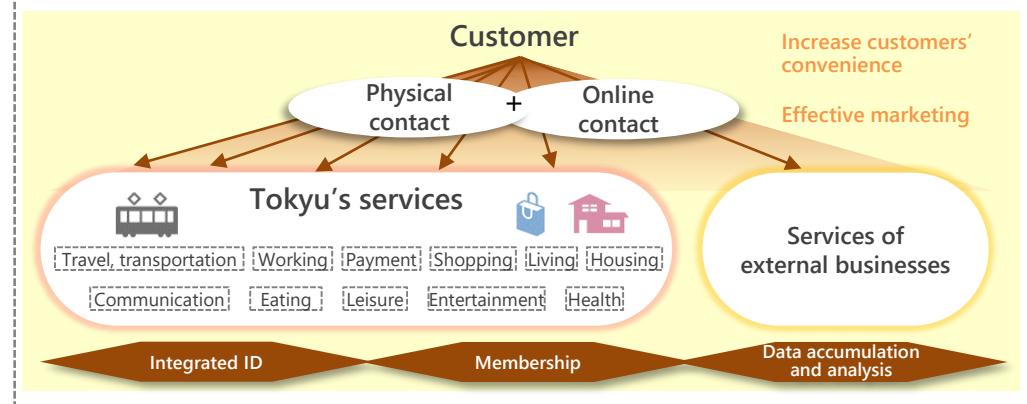 Customer
Increase customers'
convenience
Physical
contact
+
Online
contact
Effective marketing
Tokyu's services
Travel, transportation Working Payment Shopping Living Housing
Communication Eating Leisure Entertainment Health
Services of
external businesses
Integrated ID
Membership
Data accumulation
and analysis